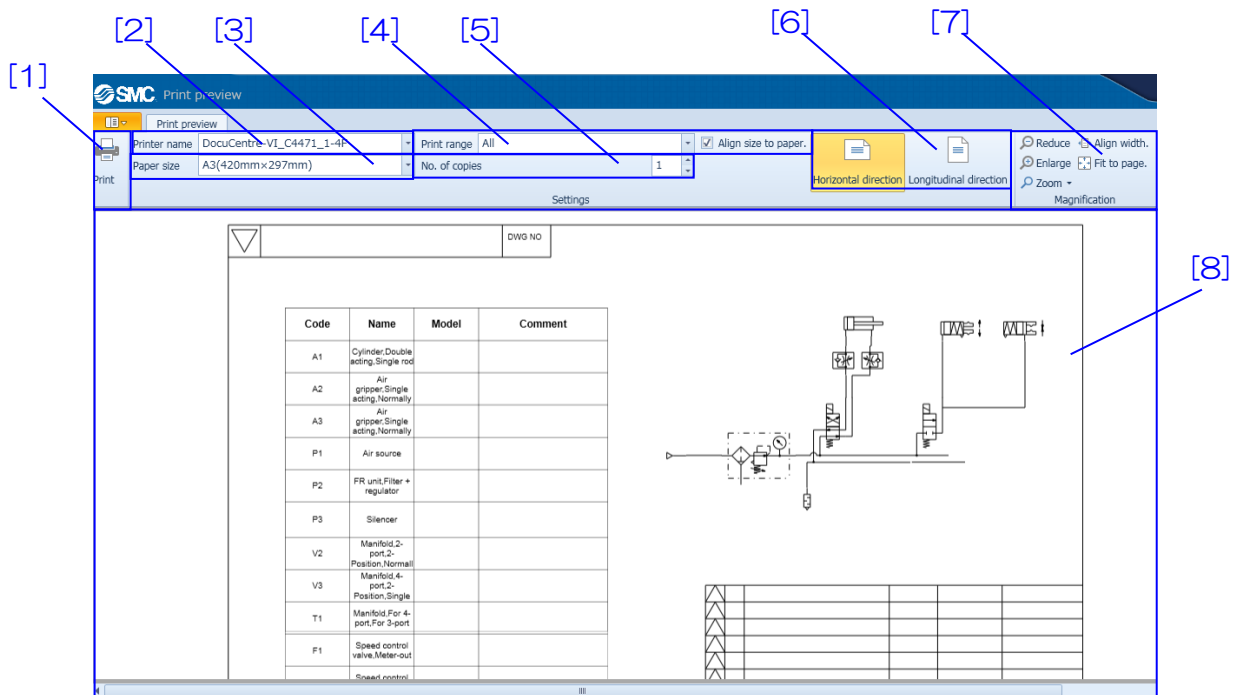 [1] [2] [3] [4] [5] [6] [7]
SMC Print preview
Print preview
Printer name DocuCentre-VI_C4471_1-4F Print range All Align size to paper. Reduce Align width.
Paper size A3(420mm×297mm) No. of copies 1 Enlarge Fit to page.
Print Horizontal direction Longitudinal direction Zoom
Settings Magnification
DWG NO
[8]
Code Name Model Comment
A1 Cylinder,Double
acting,Single rod
A2 Air
gripper,Single
acting,Normally
A3 Air
gripper,Single
acting,Normally
P1 Air source
P2 FR unit,Filter +
regulator
P3 Silencer
V2 Manifold,2-
port,2-
Position,Normall
V3 Manifold,4-
port,2-
Position,Single
T1 Manifold,For 4-
port,For 3-port
F1 Speed control
valve,Meter-out
Speed control